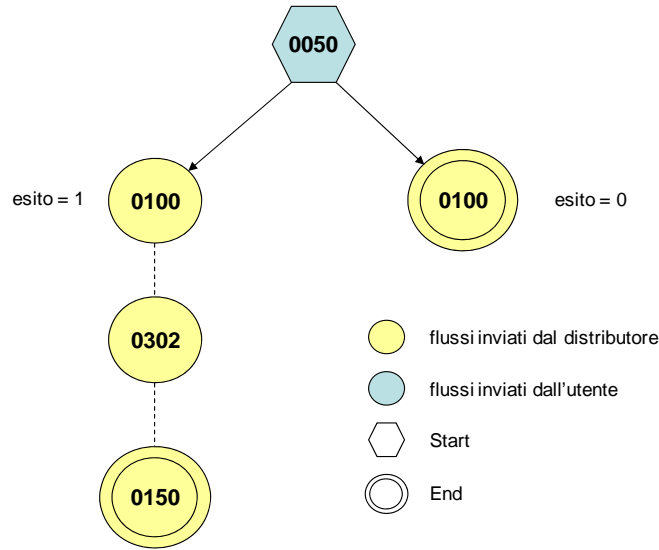 0050
esito = 1
0100
0100
esito = 0
0302
flussi inviati dal distributore
flussi inviati dall'utente
Start
0150
End